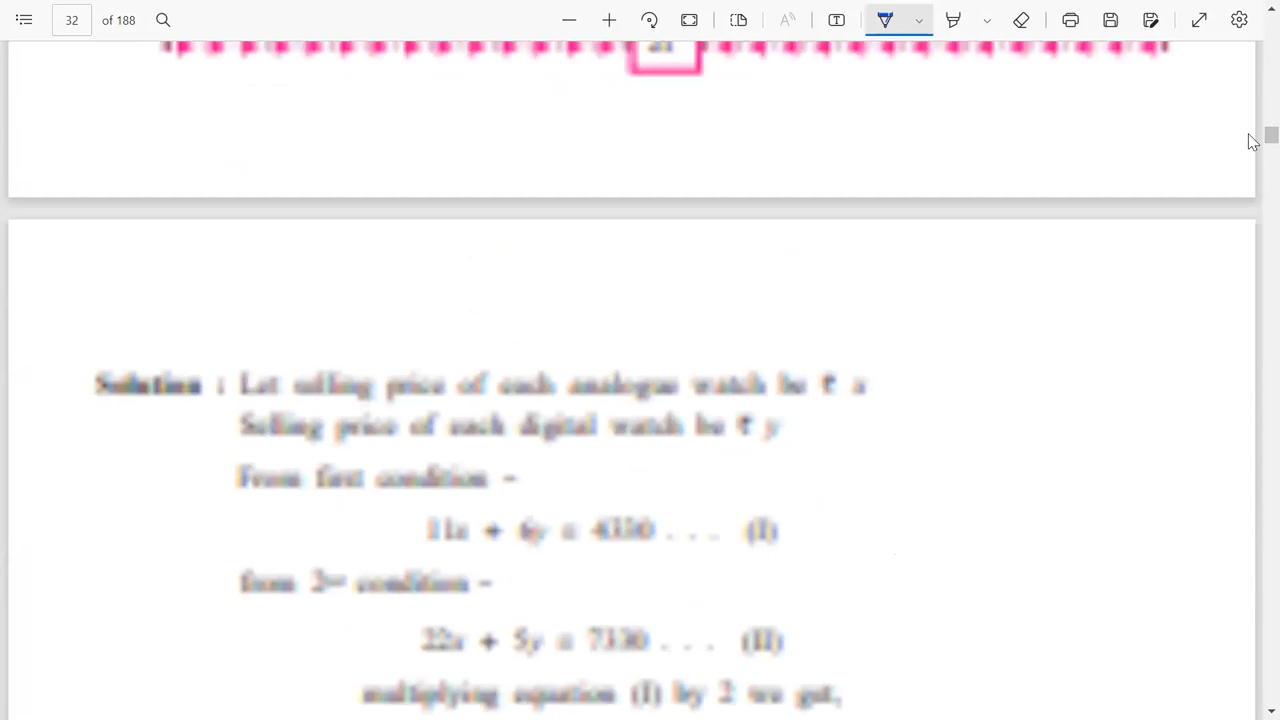 32 of 188
Solution : Let selling price of each analogue watch be ₹ x
Selling price of each digital watch be ₹ y
From first condition -
11x + 6y = 4330 . . . (I)
from 2ⁿᵈ condition -
22x + 5y = 7330 . . . (II)
multiplying equation (I) by 2 we get,